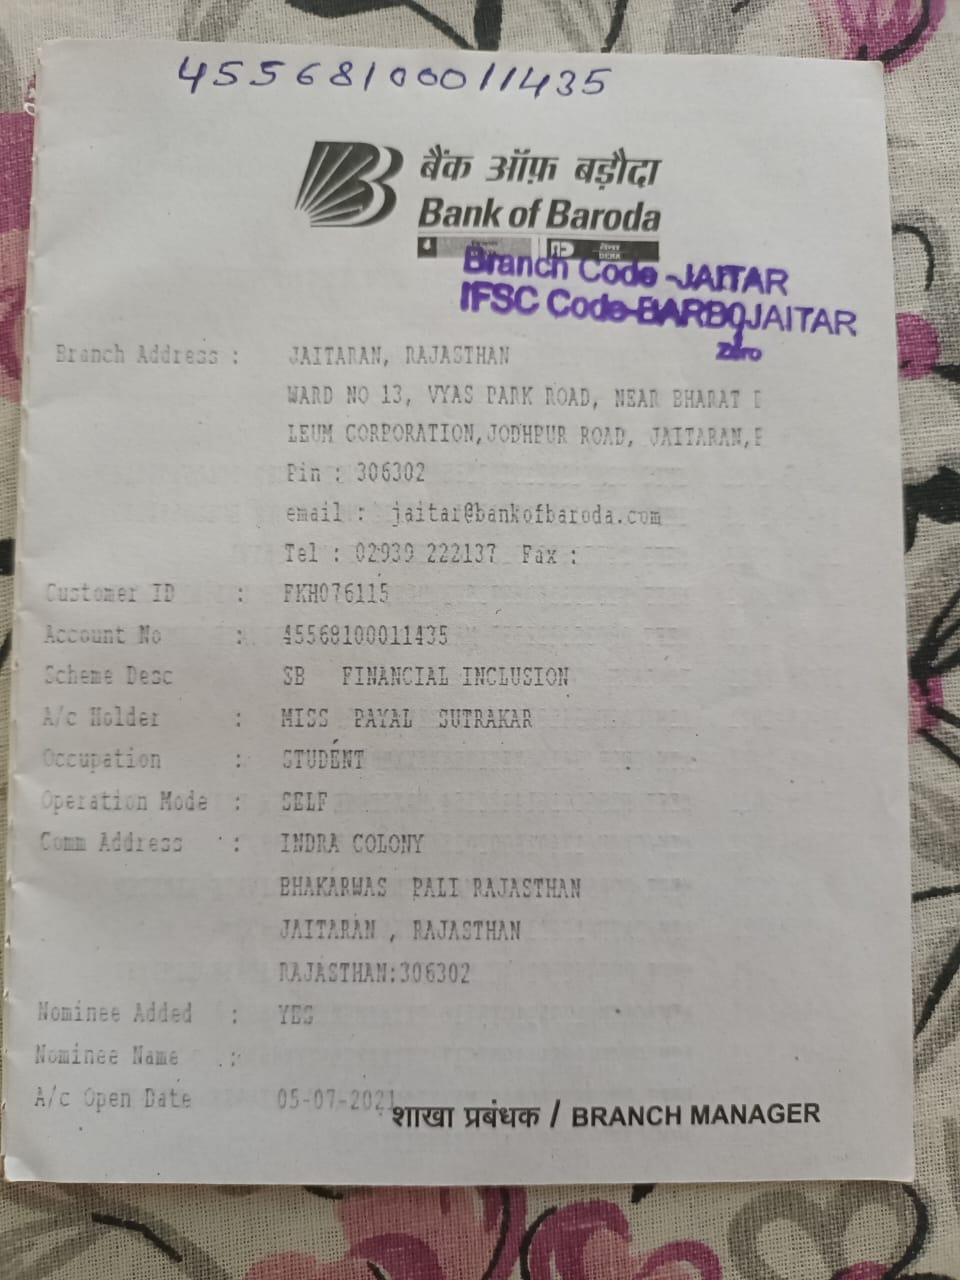 45568100011435
बैंक ऑफ़ बड़ौदा
Bank of Baroda
Branch Code -JAITAR
IFSC Code-BARB0JAITAR
Zero
Branch Address : JAITARAN, RAJASTHAN
WARD NO 13, VYAS PARK ROAD, NEAR BHARAT
LEUM CORPORATION,JODHPUR ROAD, JAITARAN,
Pin : 306302
email : jaitar@bankofbaroda.com
Tel : 02939 222137 Fax :
Customer ID : FKH076115
Account No : 45568100011435
Scheme Desc SB FINANCIAL INCLUSION
A/c Holder : MISS PAYAL SUTRAKAR
Occupation : STUDENT
Operation Mode : SELF
Comm Address : INDRA COLONY
BHAKARWAS PALI RAJASTHAN
JAITARAN , RAJASTHAN
RAJASTHAN:306302
Nominee Added : YES
Nominee Name :
A/c Open Date 05-07-2021
शाखा प्रबंधक / BRANCH MANAGER